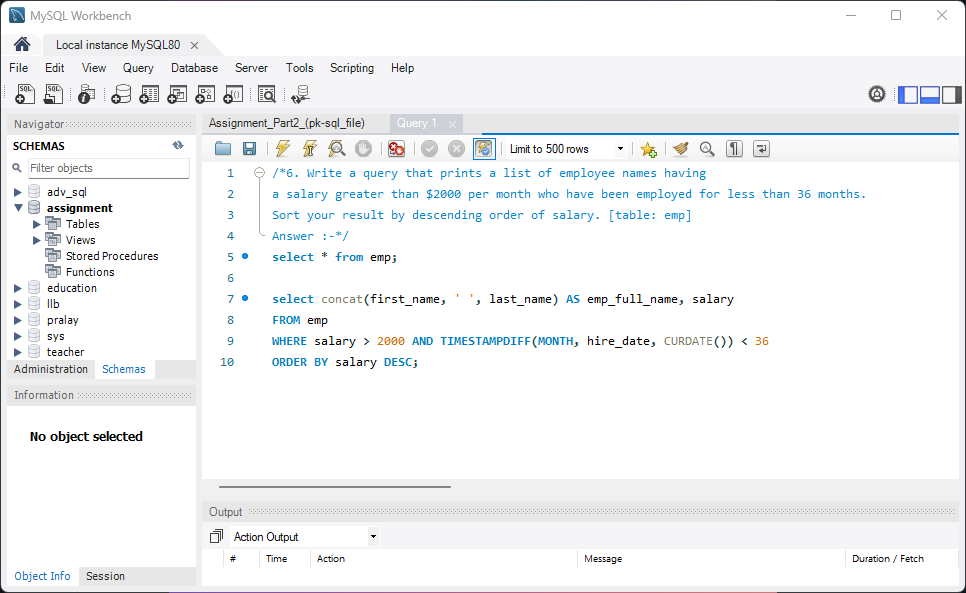 MySQL Workbench
Local instance MySQL80
File Edit View Query Database Server Tools Scripting Help
Navigator
SCHEMAS
Filter objects
adv_sql
assignment
Tables
Views
Stored Procedures
Functions
education
llb
pralay
sys
teacher
Administration Schemas
Information
No object selected
Object Info Session
Assignment_Part2_(pk-sql_file) Query 1
Limit to 500 rows
1 /*6. Write a query that prints a list of employee names having
2 a salary greater than $2000 per month who have been employed for less than 36 months.
3 Sort your result by descending order of salary. [table: emp]
4 Answer :-*/
5 select * from emp;
6
7 select concat(first_name, ' ', last_name) AS emp_full_name, salary
8 FROM emp
9 WHERE salary > 2000 AND TIMESTAMPDIFF(MONTH, hire_date, CURDATE()) < 36
10 ORDER BY salary DESC;
Output
Action Output
# Time Action Message Duration / Fetch